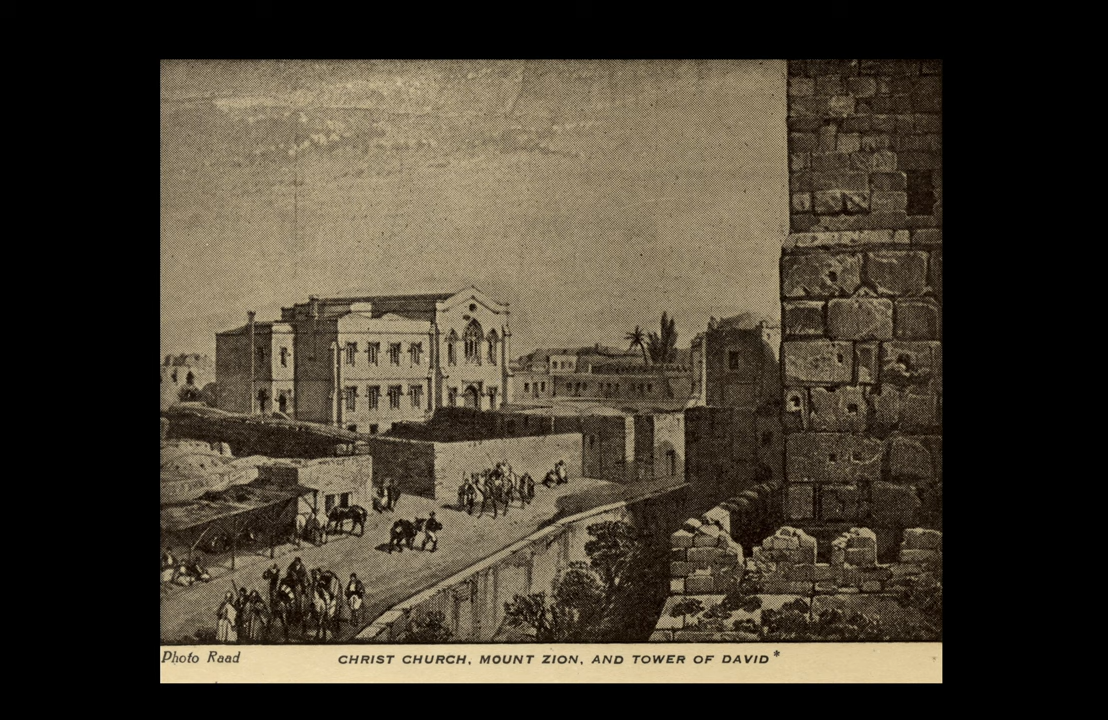 Photo Raad
CHRIST CHURCH, MOUNT ZION, AND TOWER OF DAVID*